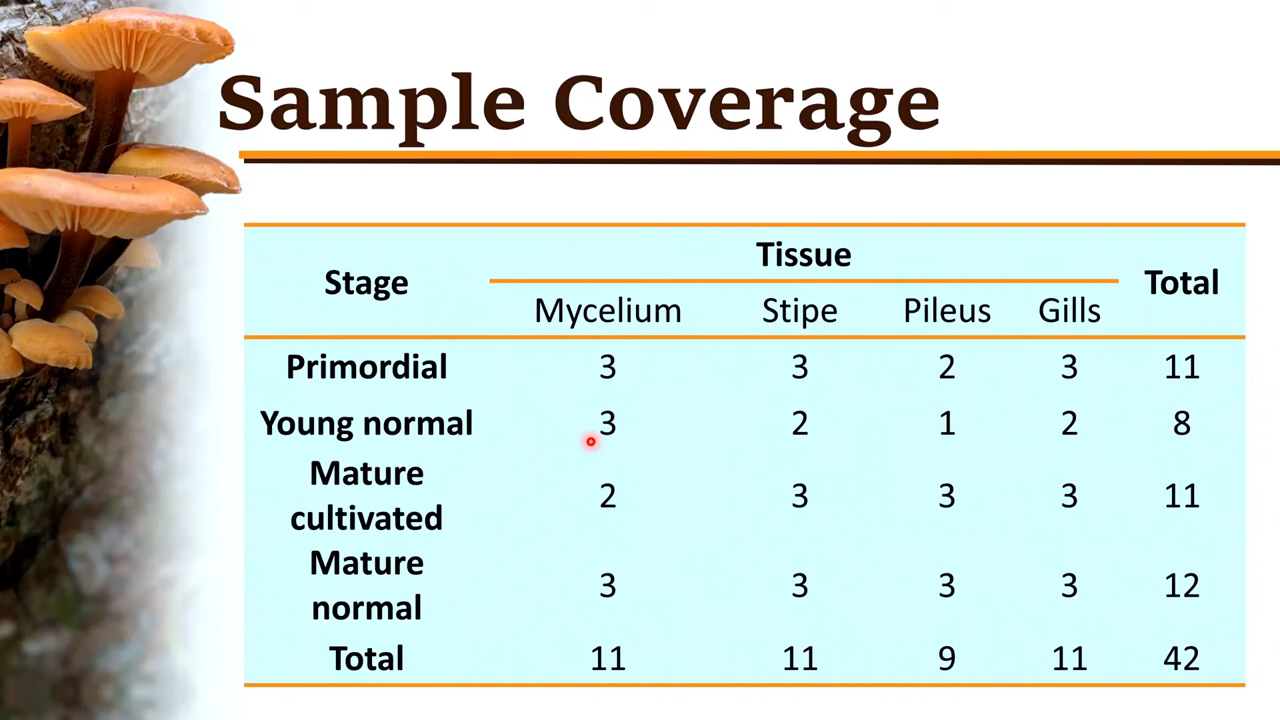 Sample Coverage
Stage Tissue Total
Mycelium Stipe Pileus Gills
Primordial 3 3 2 3 11
Young normal 3 2 1 2 8
Mature
cultivated 2 3 3 3 11
Mature
normal 3 3 3 3 12
Total 11 11 9 11 42